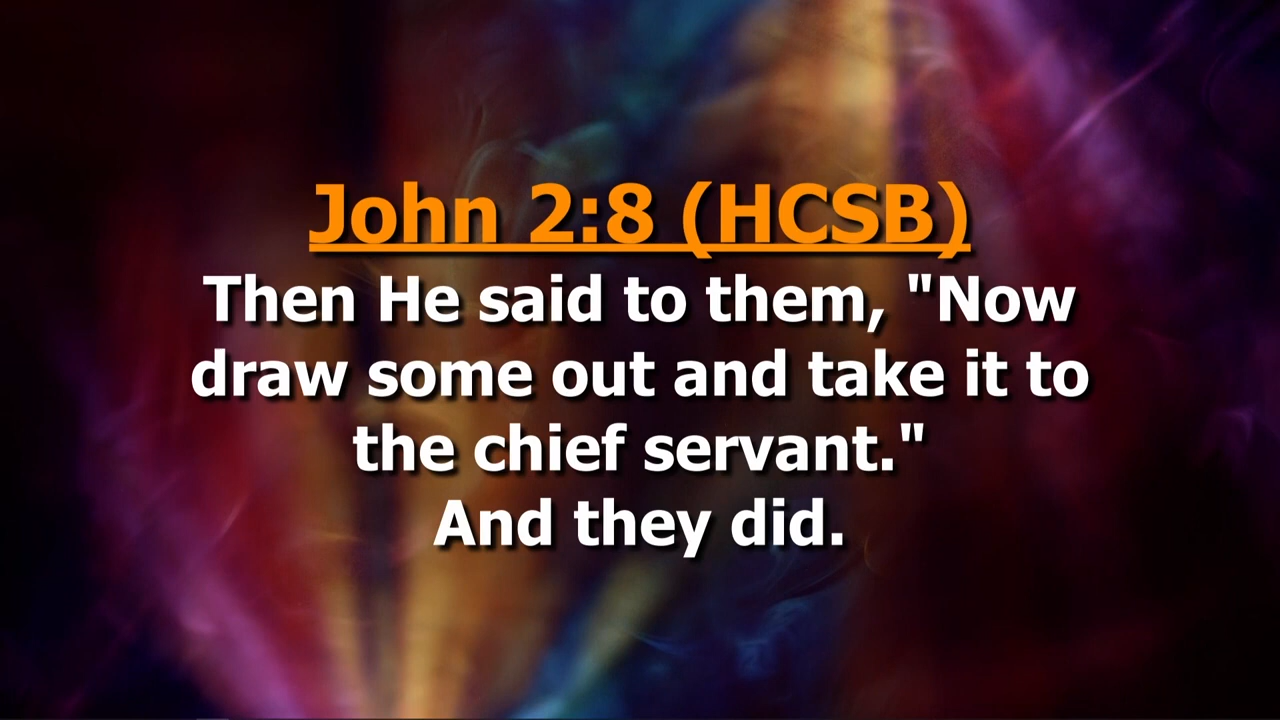 John 2:8 (HCSB)
Then He said to them, "Now
draw some out and take it to
the chief servant."
And they did.